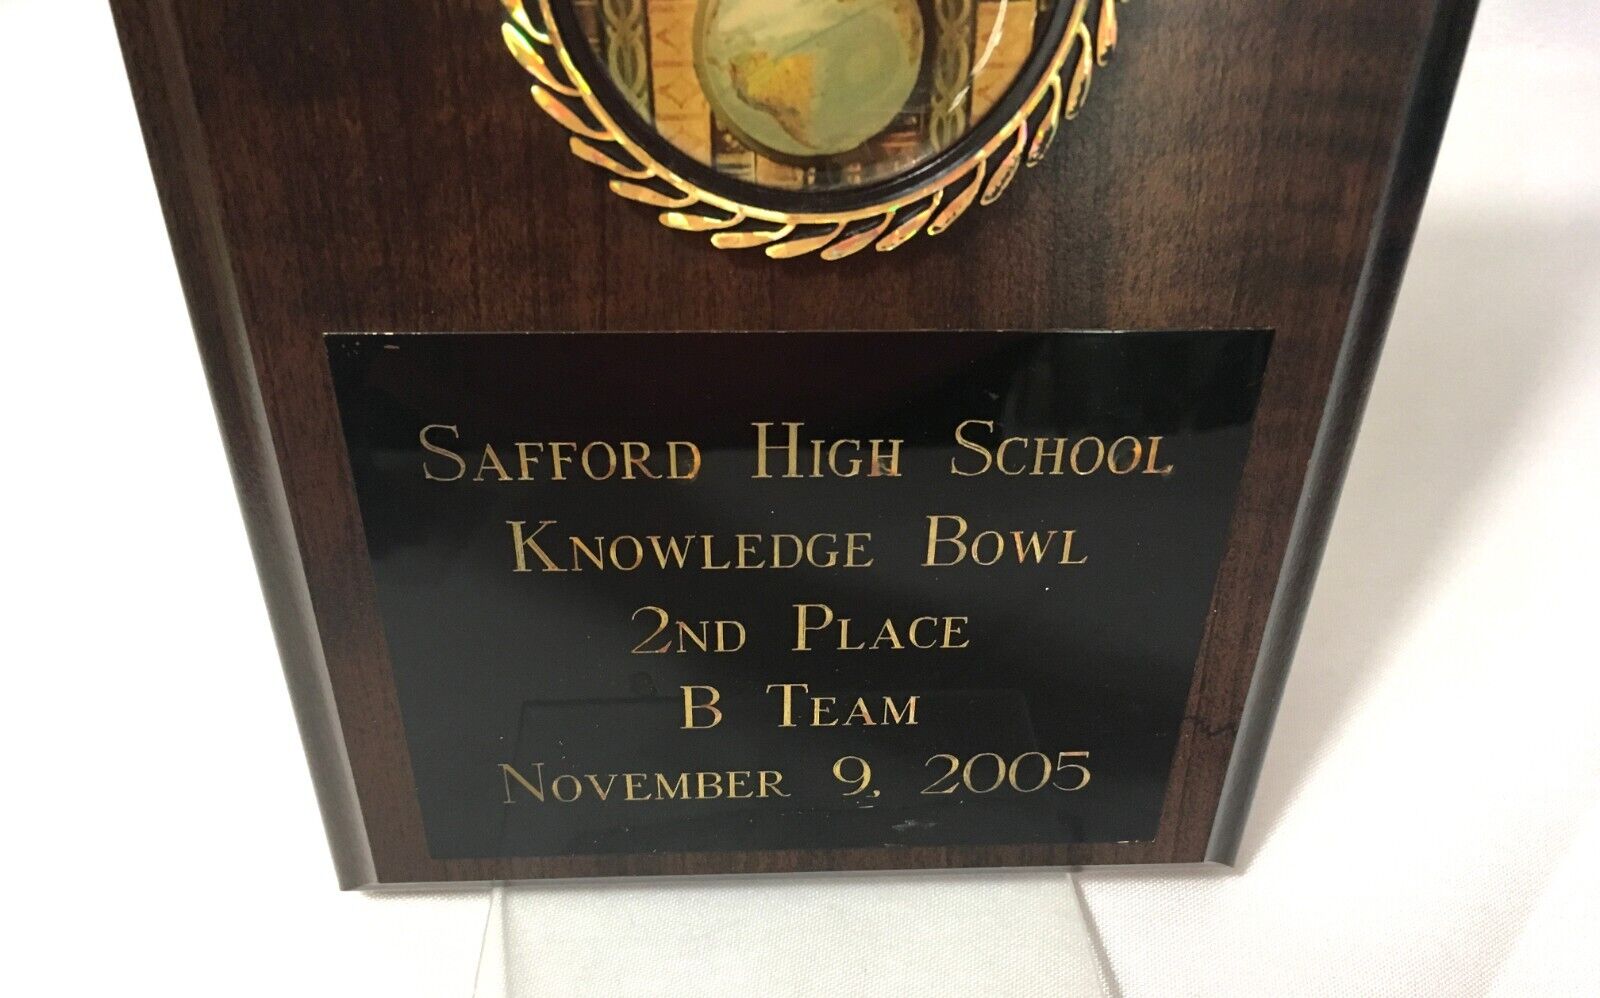 Safford High School
Knowledge Bowl
2nd Place
B Team
November 9, 2005